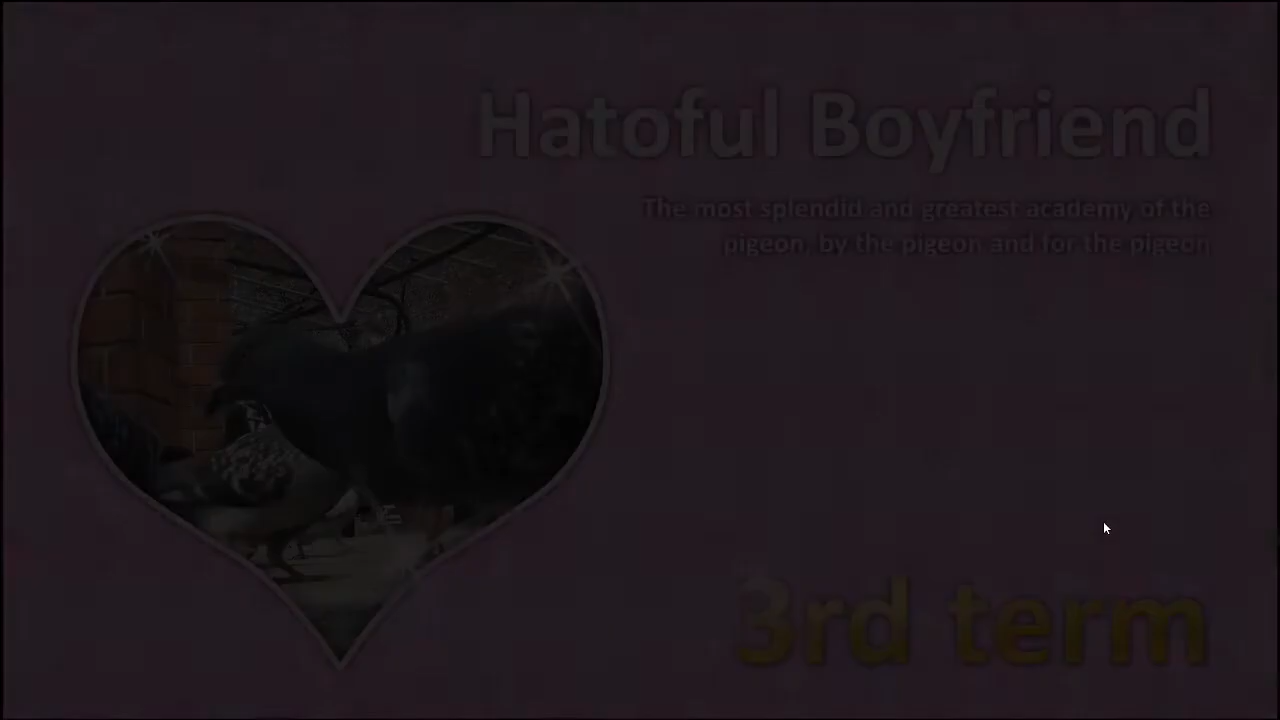 Hatoful Boyfriend
The most splendid and greatest academy of the
pigeon, by the pigeon and for the pigeon
3rd term